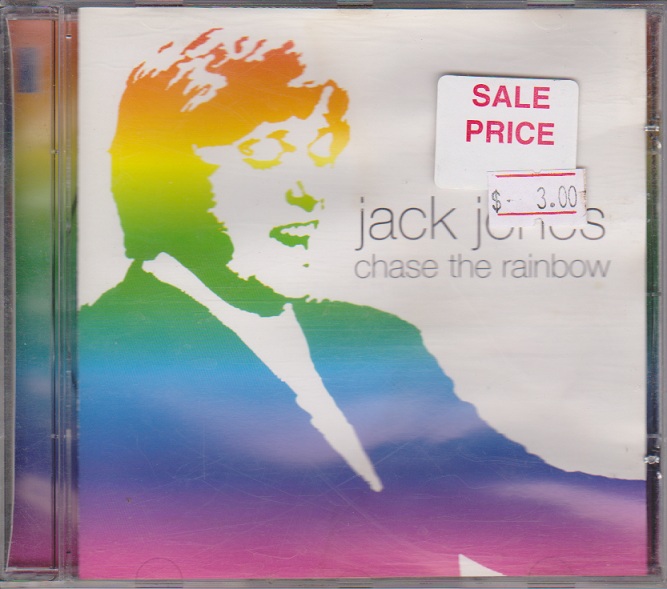 SALE
PRICE
$- 3.00
jack jones
chase the rainbow